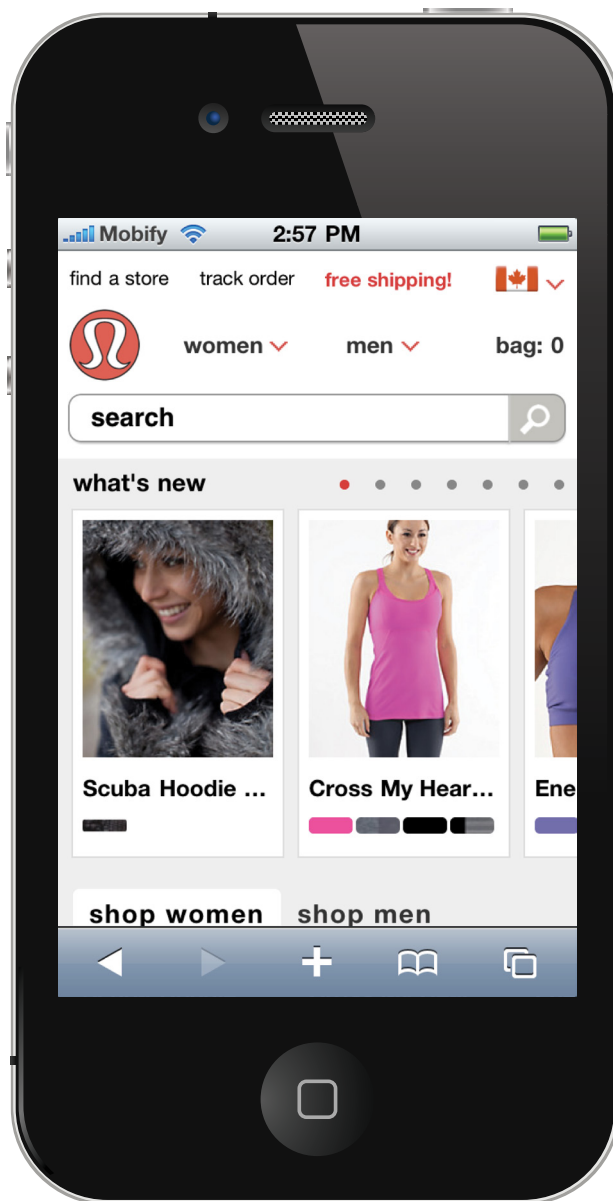 Mobify 2:57 PM
find a store track order free shipping!
women men bag: 0
search
what's new
Scuba Hoodie ... Cross My Hear... Ene
shop women shop men